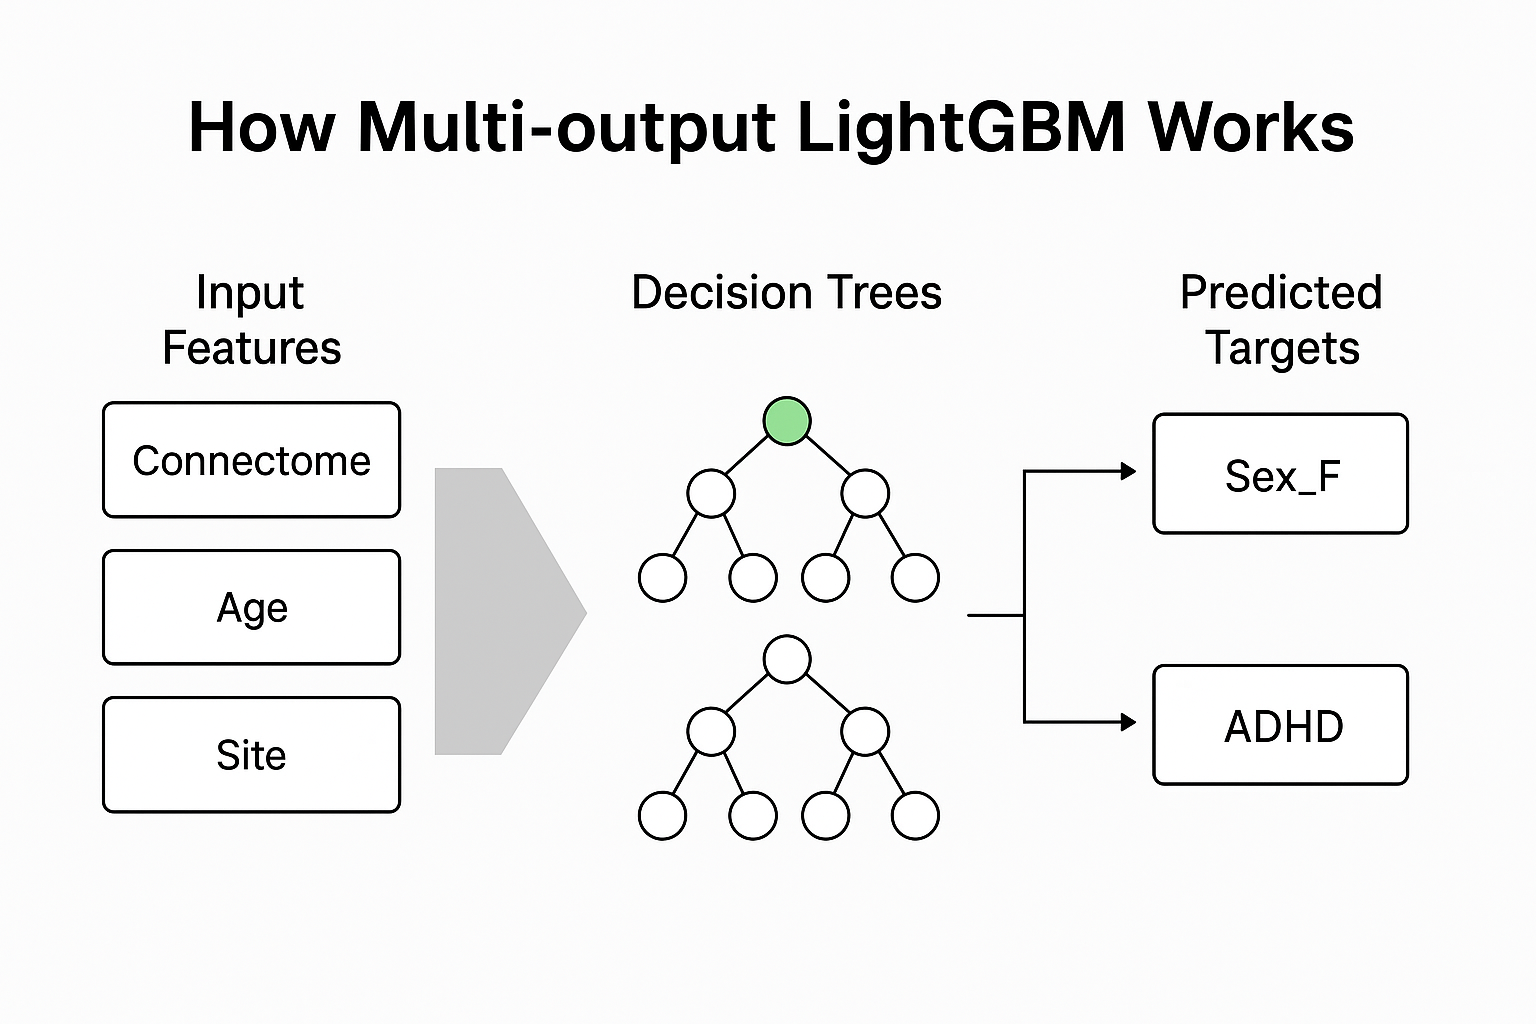 How Multi-output LightGBM Works
Input
Features
Connectome
Age
Site
Decision Trees
Predicted
Targets
Sex_F
ADHD